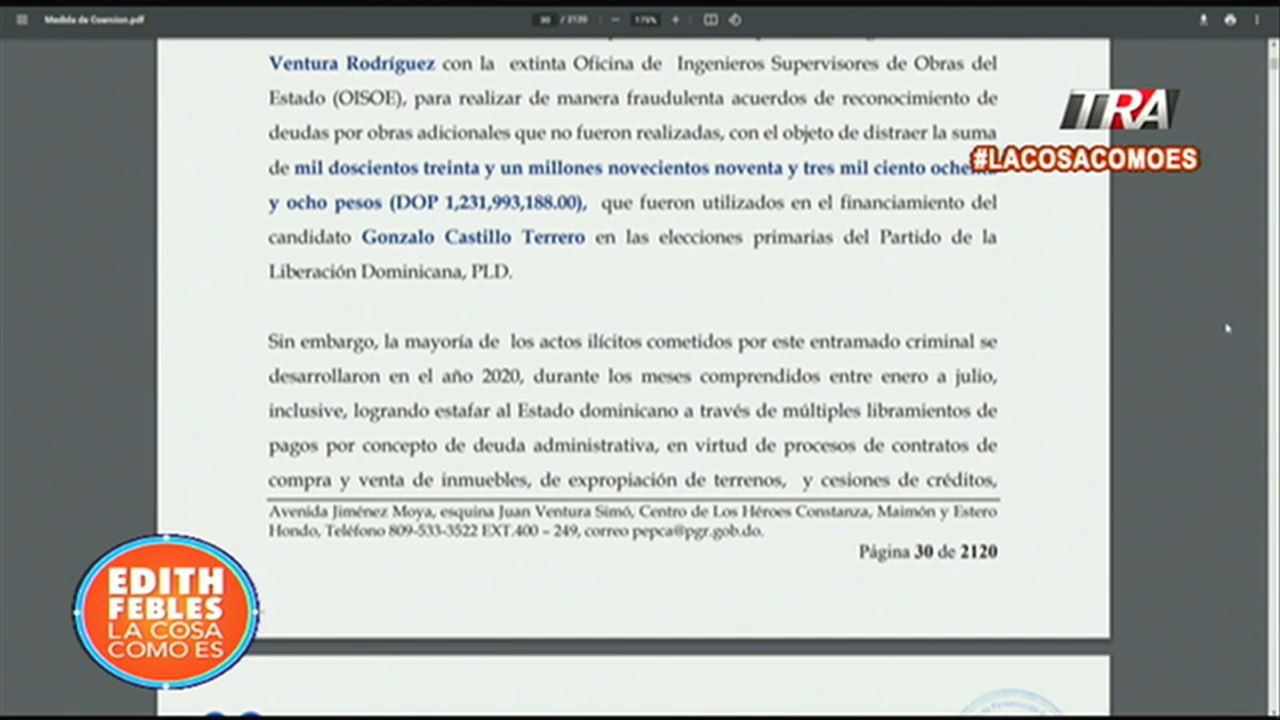 Medida de Coercion.pdf
30 / 2120
175%
Ventura Rodríguez con la extinta Oficina de Ingenieros Supervisores de Obras del
Estado (OISOE), para realizar de manera fraudulenta acuerdos de reconocimiento de
deudas por obras adicionales que no fueron realizadas, con el objeto de distraer la suma
de mil doscientos treinta y un millones novecientos noventa y tres mil ciento
y ocho pesos (DOP 1,231,993,188.00), que fueron utilizados en el financiamiento del
candidato Gonzalo Castillo Terrero en las elecciones primarias del Partido de la
Liberación Dominicana, PLD.
Sin embargo, la mayoría de los actos ilícitos cometidos por este entramado criminal se
desarrollaron en el año 2020, durante los meses comprendidos entre enero a julio,
inclusive, logrando estafar al Estado dominicano a través de múltiples libramientos de
pagos por concepto de deuda administrativa, en virtud de procesos de contratos de
compra y venta de inmuebles, de expropiación de terrenos, y cesiones de créditos,
Avenida Jiménez Moya, esquina Juan Ventura Simó, Centro de Los Héroes Constanza, Maimón y Estero
Hondo, Teléfono 809-533-3522 EXT.400 – 249, correo pepca@pgr.gob.do.
Página 30 de 2120
TRA
#LACOSACOMOES
EDITH
FEBLES
LA COSA
COMO ES